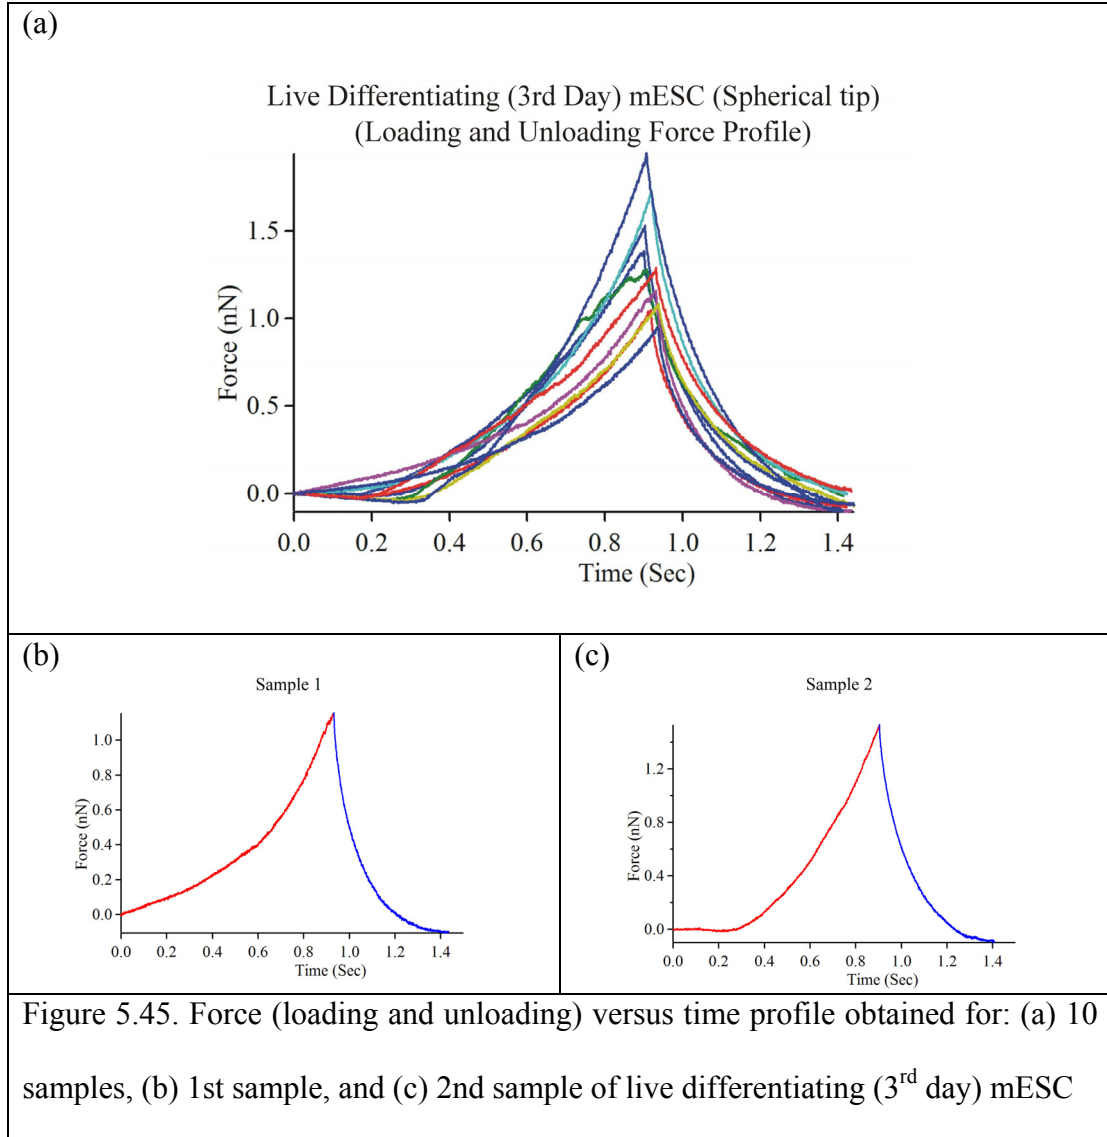 (a)
Live Differentiating (3rd Day) mESC (Spherical tip)
(Loading and Unloading Force Profile)
1.5
1.0
0.5
0.0
Force (nN)
0.0 0.2 0.4 0.6 0.8 1.0 1.2 1.4
Time (Sec)
(b)
Sample 1
1.0
0.8
0.6
0.4
0.2
0.0
Force (nN)
0.0 0.2 0.4 0.6 0.8 1.0 1.2 1.4
Time (Sec)
(c)
Sample 2
1.2
0.8
0.4
0.0
Force (nN)
0.0 0.2 0.4 0.6 0.8 1.0 1.2 1.4
Time (Sec)
Figure 5.45. Force (loading and unloading) versus time profile obtained for: (a) 10
samples, (b) 1st sample, and (c) 2nd sample of live differentiating (3rd day) mESC